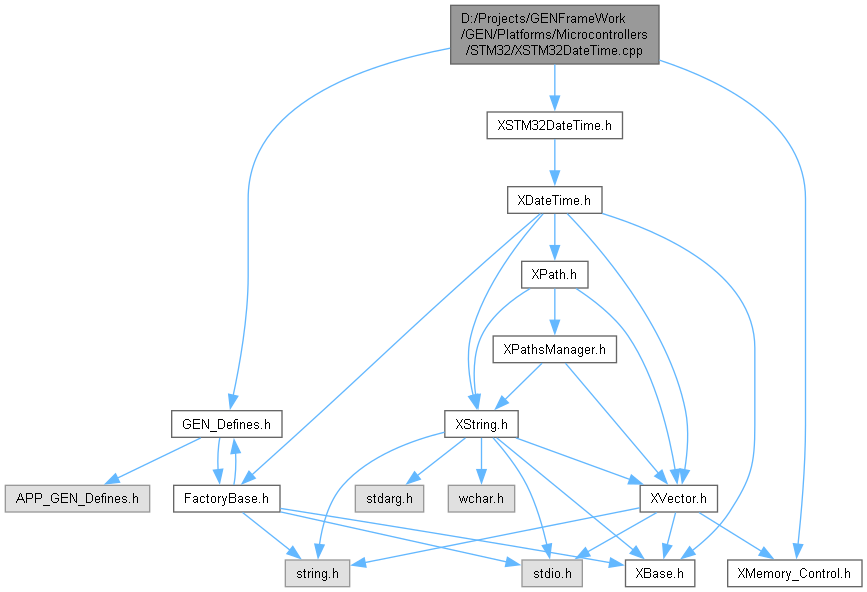 D:/Projects/GENFrameWork
/GEN/Platforms/Microcontrollers
/STM32/XSTM32DateTime.cpp
XSTM32DateTime.h
XDateTime.h
XPath.h
XPathsManager.h
GEN_Defines.h
XString.h
APP_GEN_Defines.h
FactoryBase.h
stdarg.h
wchar.h
XVector.h
string.h
stdio.h
XBase.h
XMemory_Control.h